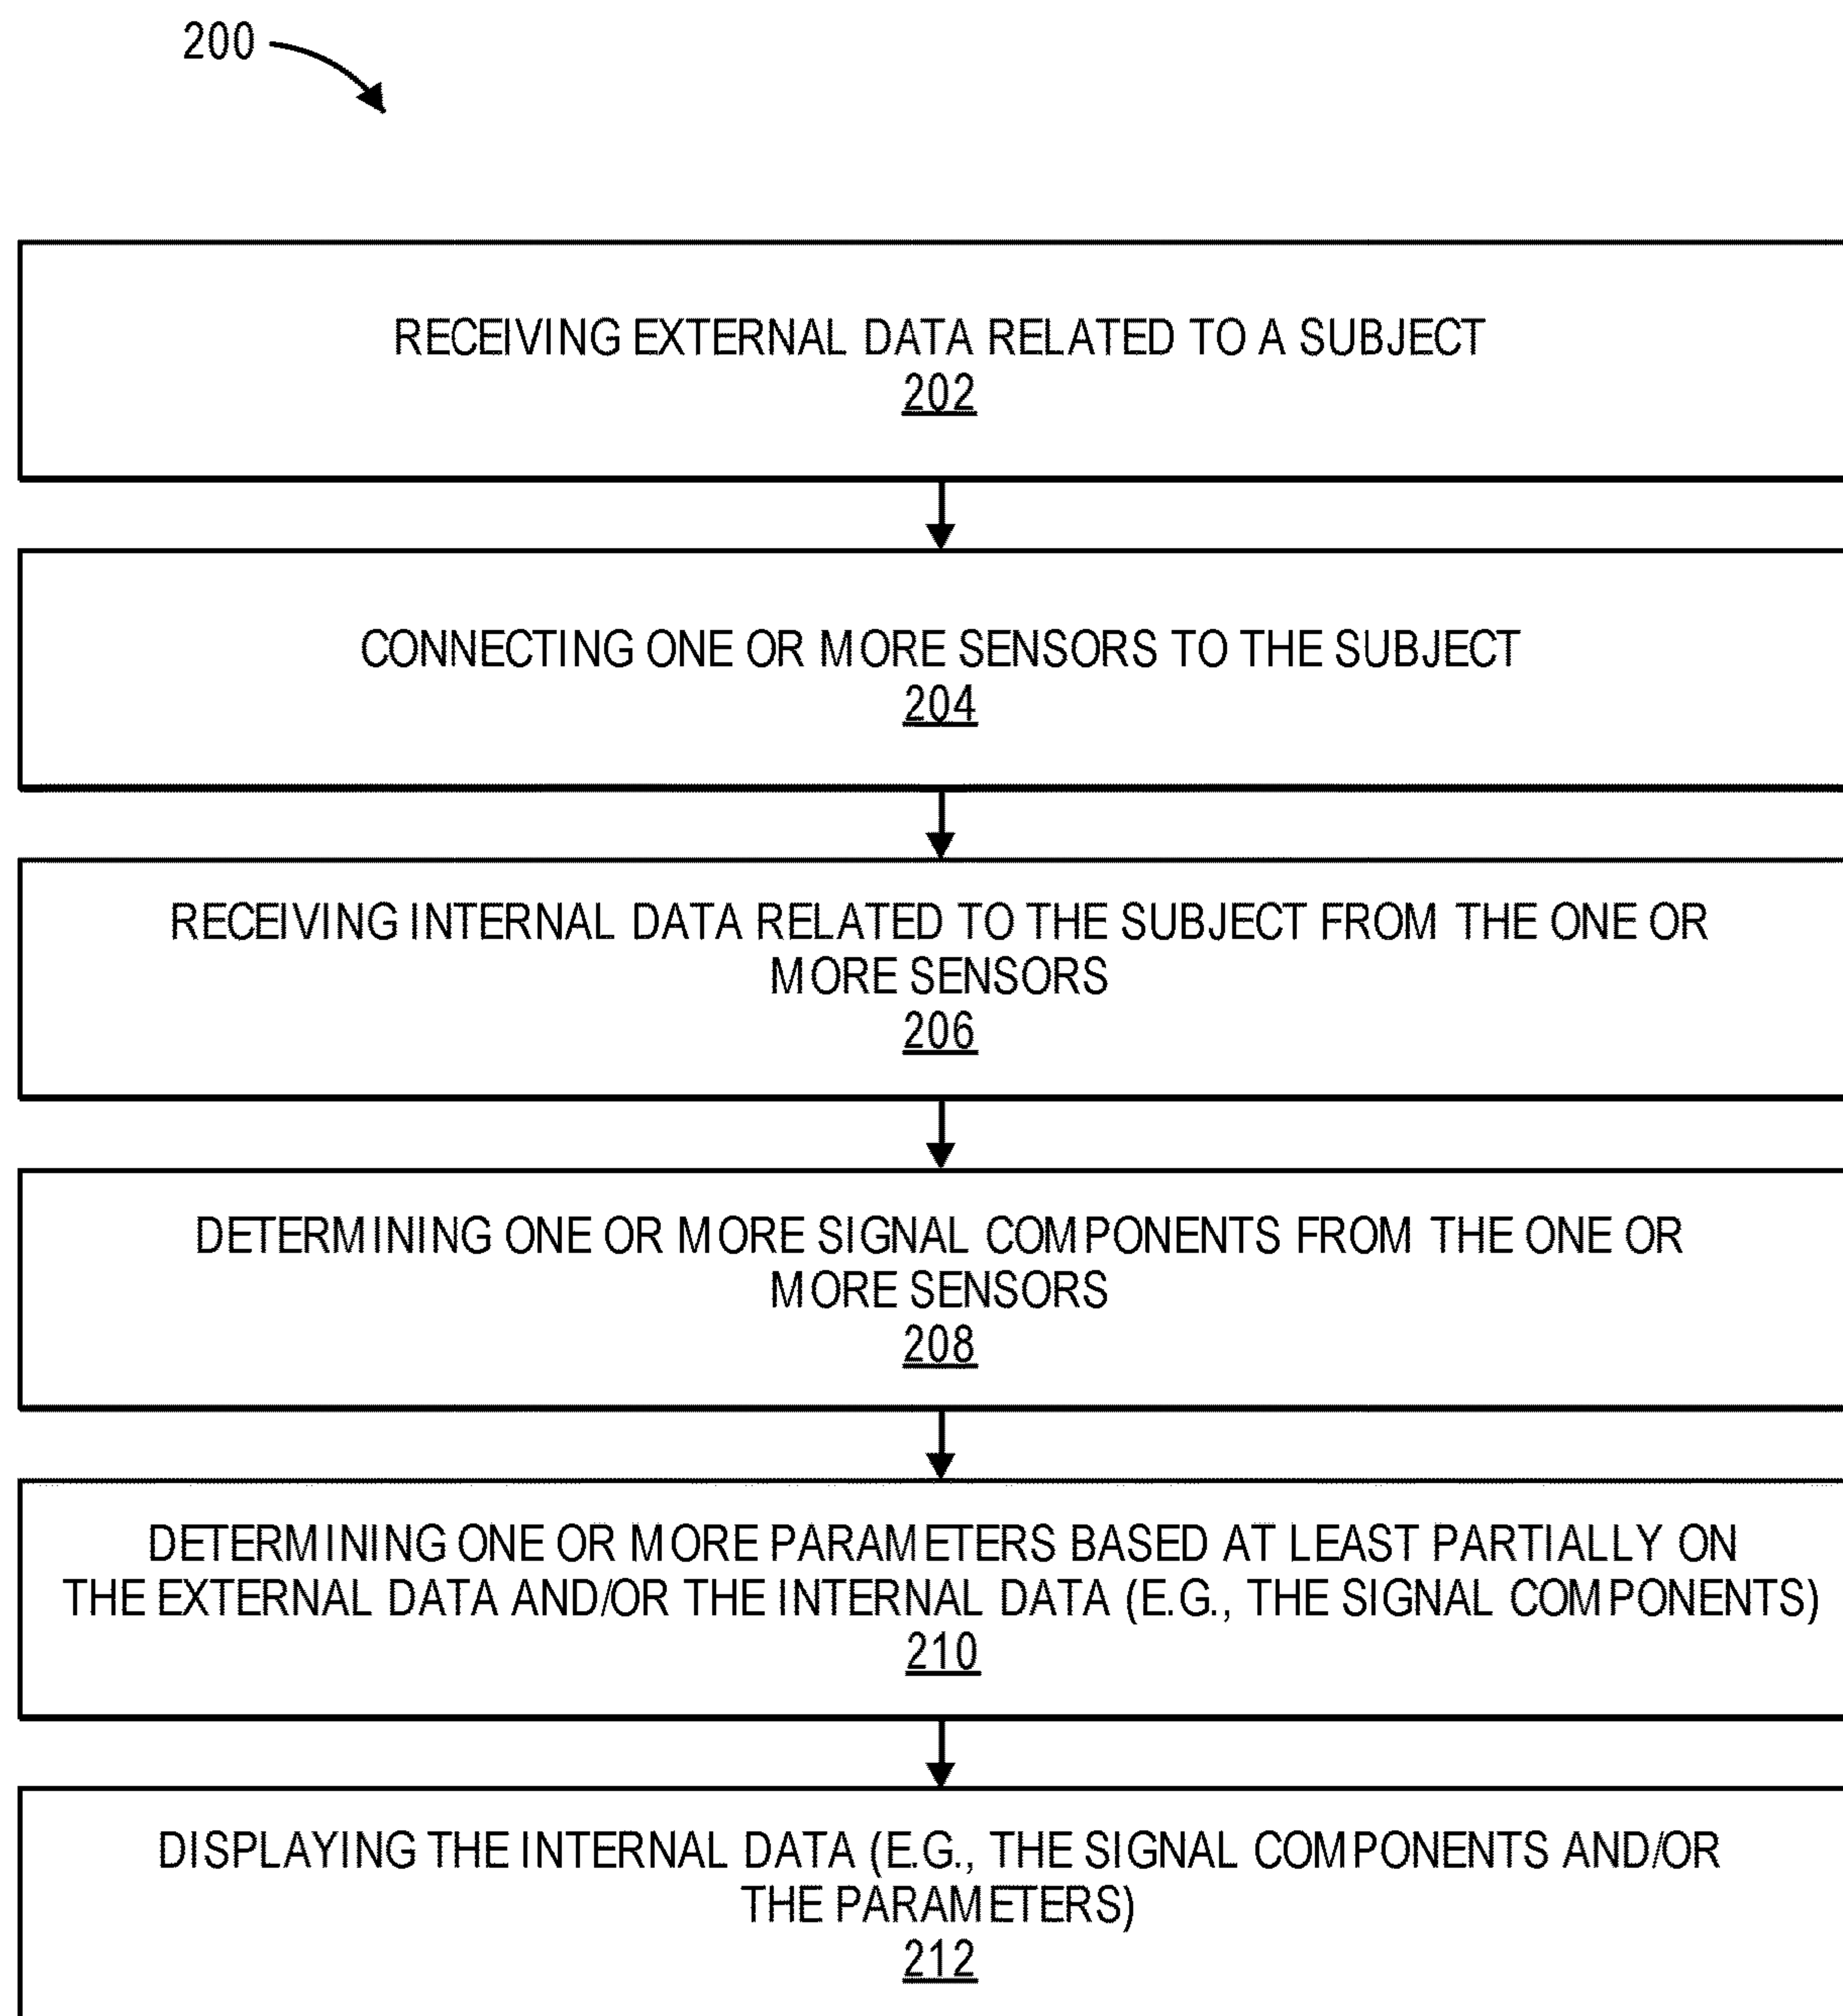 200
RECEIVING EXTERNAL DATA RELATED TO A SUBJECT
202
CONNECTING ONE OR MORE SENSORS TO THE SUBJECT
204
RECEIVING INTERNAL DATA RELATED TO THE SUBJECT FROM THE ONE OR
MORE SENSORS
206
DETERMINING ONE OR MORE SIGNAL COMPONENTS FROM THE ONE OR
MORE SENSORS
208
DETERMINING ONE OR MORE PARAMETERS BASED AT LEAST PARTIALLY ON
THE EXTERNAL DATA AND/OR THE INTERNAL DATA (E.G., THE SIGNAL COMPONENTS)
210
DISPLAYING THE INTERNAL DATA (E.G., THE SIGNAL COMPONENTS AND/OR
THE PARAMETERS)
212